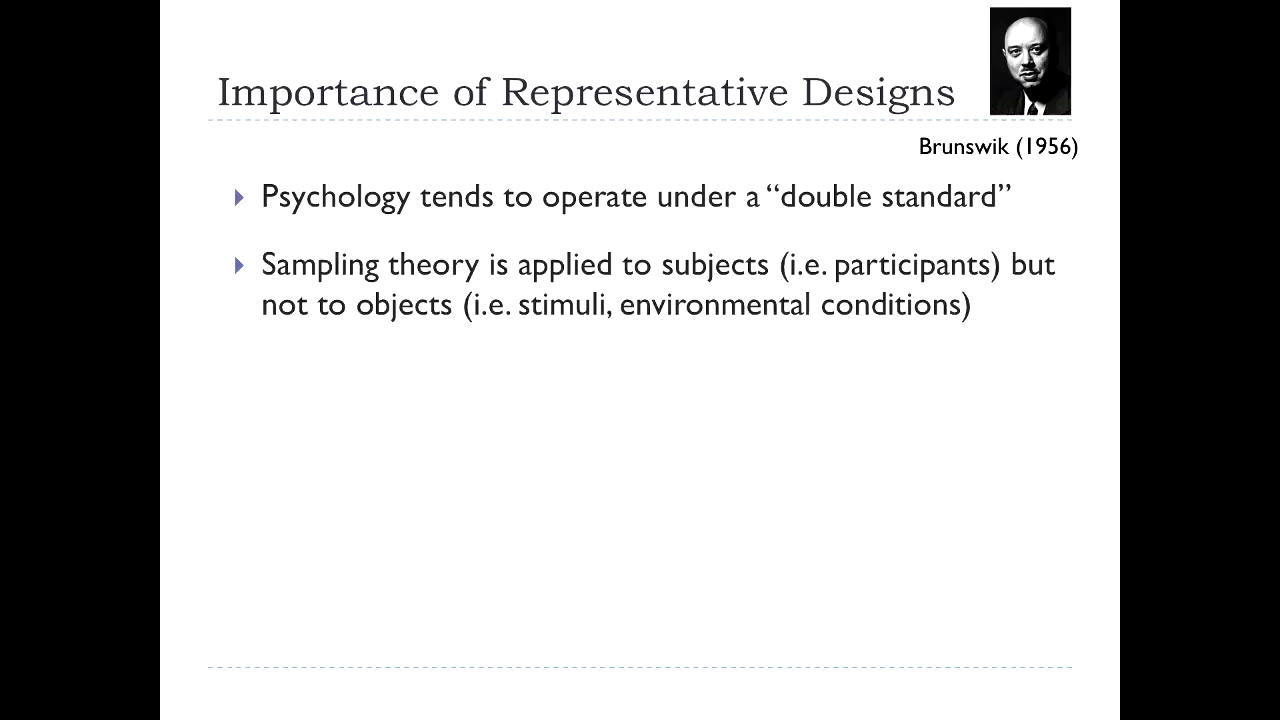 Importance of Representative Designs
Brunswik (1956)
Psychology tends to operate under a “double standard”
Sampling theory is applied to subjects (i.e. participants) but
not to objects (i.e. stimuli, environmental conditions)